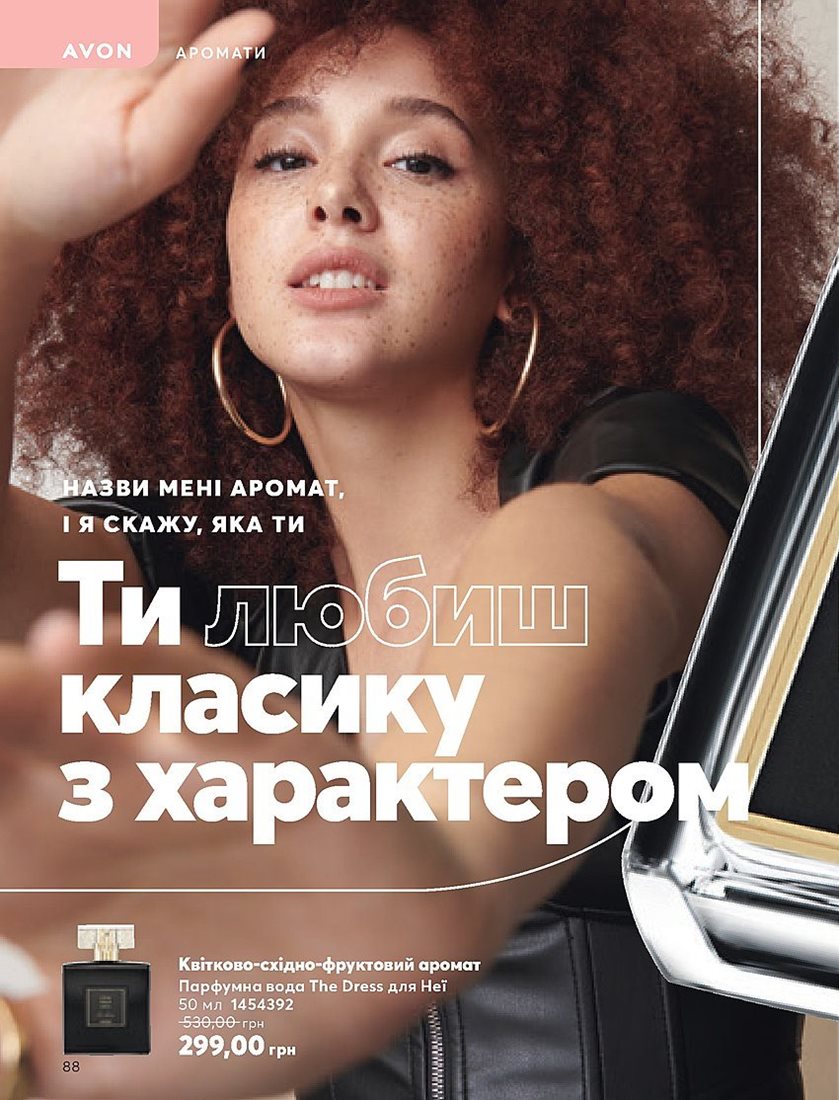 AVON
АРОМАТИ
НАЗВИ МЕНІ АРОМАТ,
І Я СКАЖУ, ЯКА ТИ
Ти любиш
класику
з характером
Квітково-східно-фруктовий аромат
Парфумна вода The Dress для Неї
50 мл 1454392
530,00 грн
299,00 грн
88